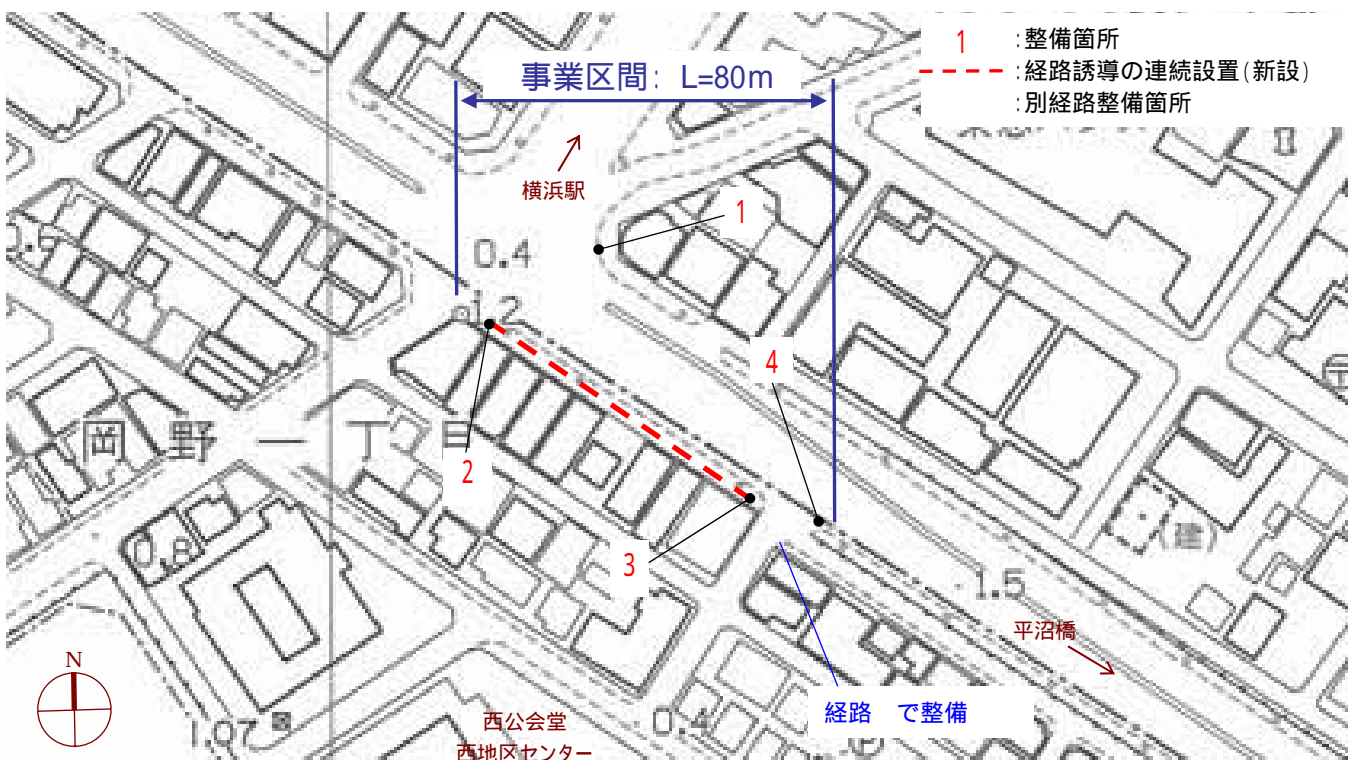 1 :整備箇所
:経路誘導の連続設置(新設)
:別経路整備箇所
事業区間: L=80m
横浜駅
1
0.4
1.2
4
岡野一丁目
2
3
0.8
(建)
1.5
平沼橋
N
経路 で整備
西公会堂
西地区センター
0.4
1.07